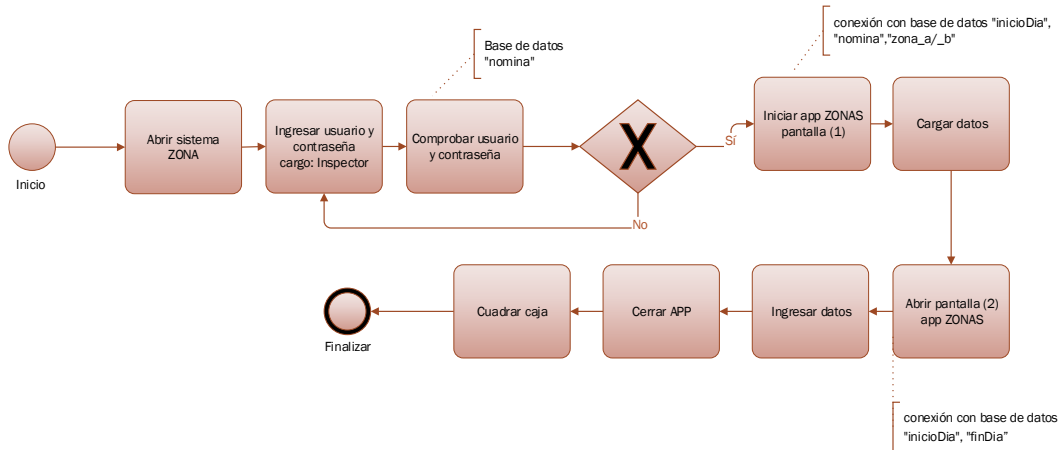 conexión con base de datos "inicioDia",
"nomina","zona_a/_b"
Base de datos
"nomina"
Inicio
Abrir sistema
ZONA
Ingresar usuario y
contraseña
cargo: Inspector
Comprobar usuario
y contraseña
X
Sí
No
Iniciar app ZONAS
pantalla (1)
Cargar datos
Finalizar
Cuadrar caja
Cerrar APP
Ingresar datos
Abrir pantalla (2)
app ZONAS
conexión con base de datos
"inicioDia", "finDia”